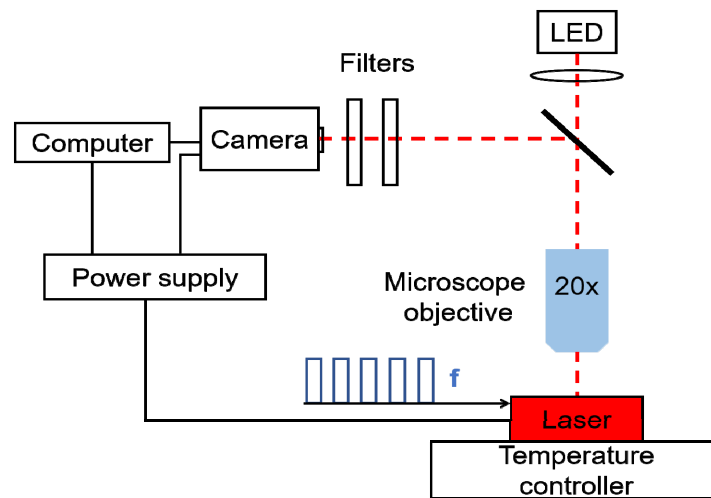 LED
Filters
Computer
Camera
Power supply
Microscope
objective
20x
f
Laser
Temperature
controller